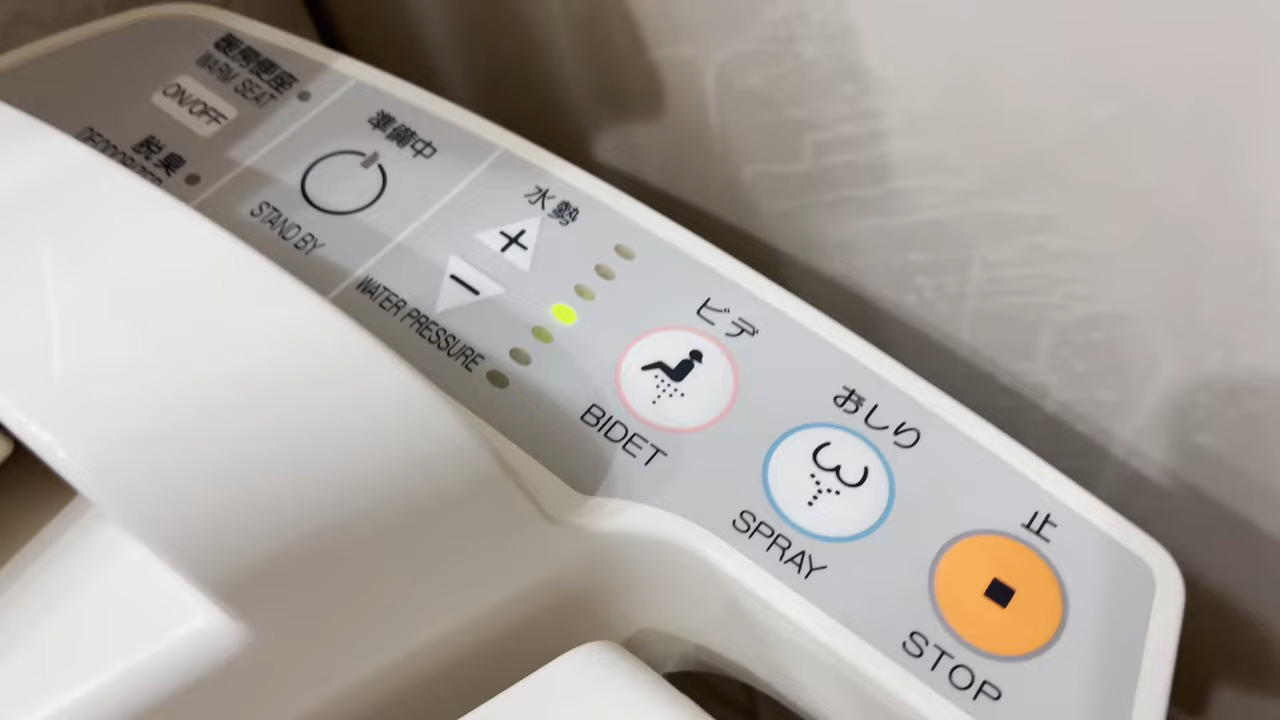 暖房便座
WARM SEAT
ON/OFF
脱臭
DEODORIZER
準備中
STAND BY
水勢
+
−
WATER PRESSURE
ビデ
BIDET
おしり
SPRAY
止
STOP